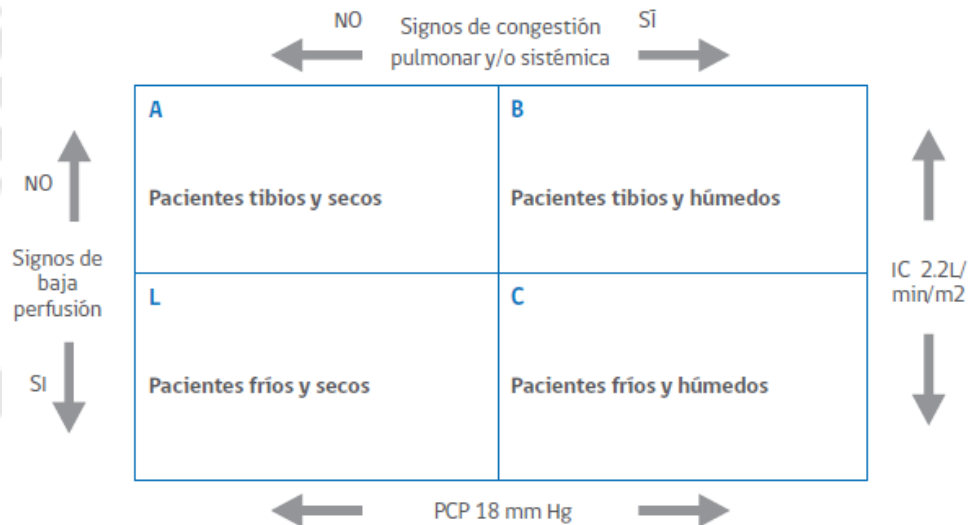 NO
Signos de congestión
pulmonar y/o sistémica
SĪ
A
B
NO
Pacientes tibios y secos
Pacientes tibios y húmedos
Signos de
baja
perfusión
IC 2.2L/
min/m2
L
C
SI
Pacientes fríos y secos
Pacientes fríos y húmedos
PCP 18 mm Hg